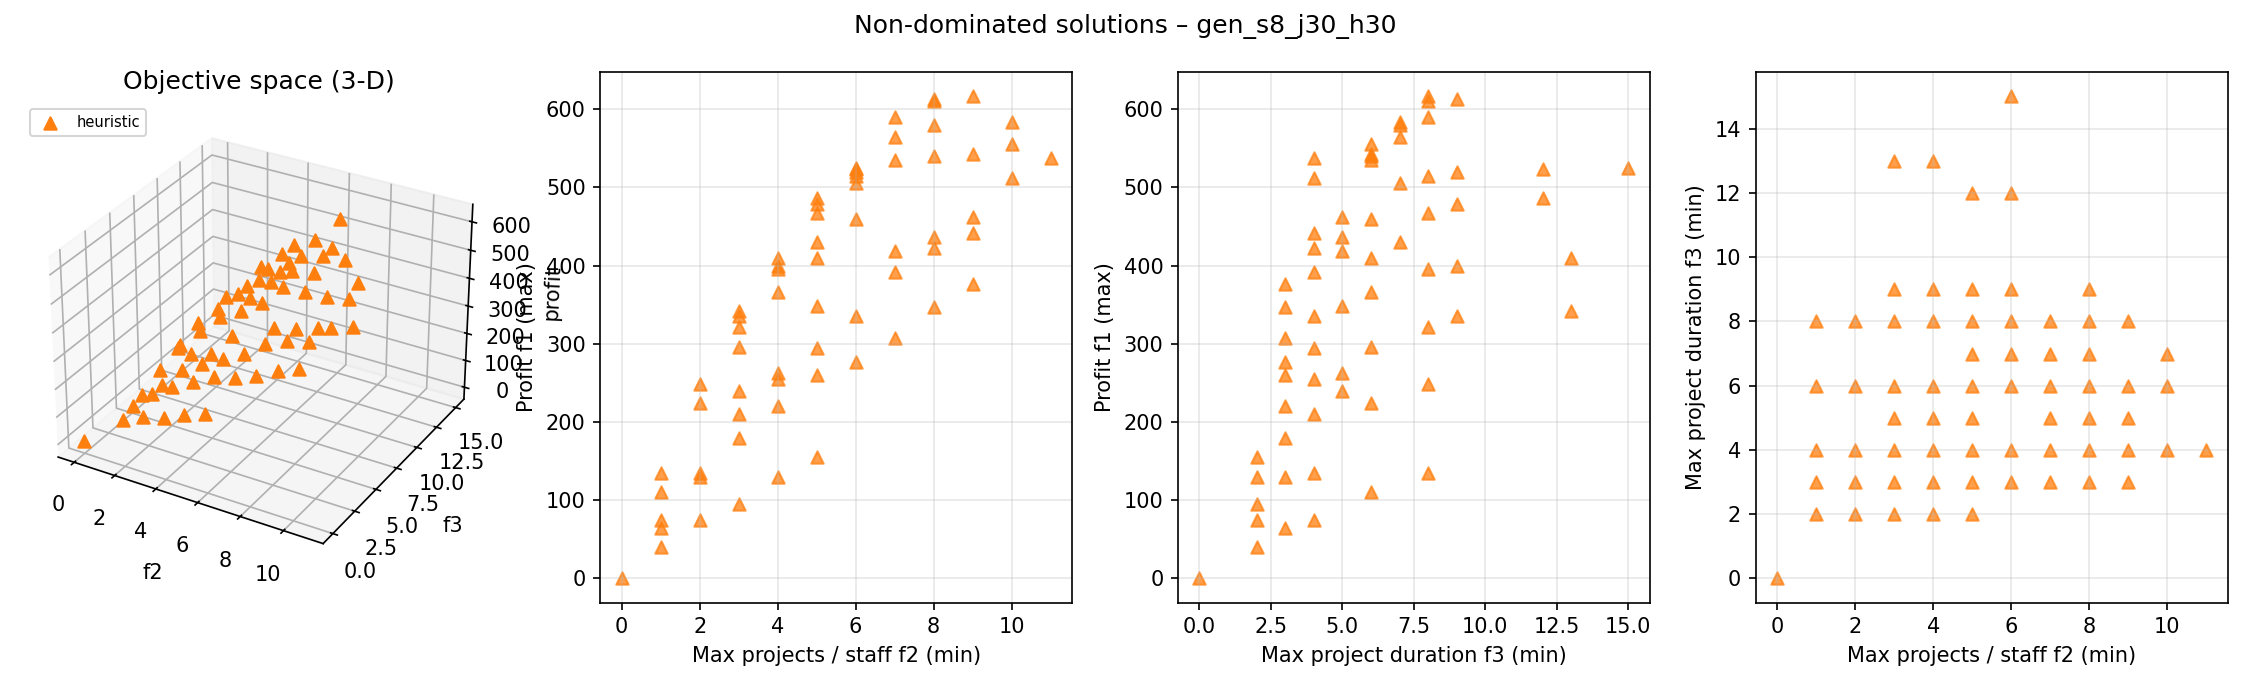 Non-dominated solutions – gen_s8_j30_h30
Objective space (3-D)
heuristic
0 2 4 6 8 10
f2
0.0 2.5 5.0 7.5 10.0 12.5 15.0
f3
0 100 200 300 400 500 600
profit
Profit f1 (max)
0 100 200 300 400 500 600
0 2 4 6 8 10
Max projects / staff f2 (min)
Profit f1 (max)
0 100 200 300 400 500 600
0.0 2.5 5.0 7.5 10.0 12.5 15.0
Max project duration f3 (min)
Max project duration f3 (min)
0 2 4 6 8 10 12 14
0 2 4 6 8 10
Max projects / staff f2 (min)